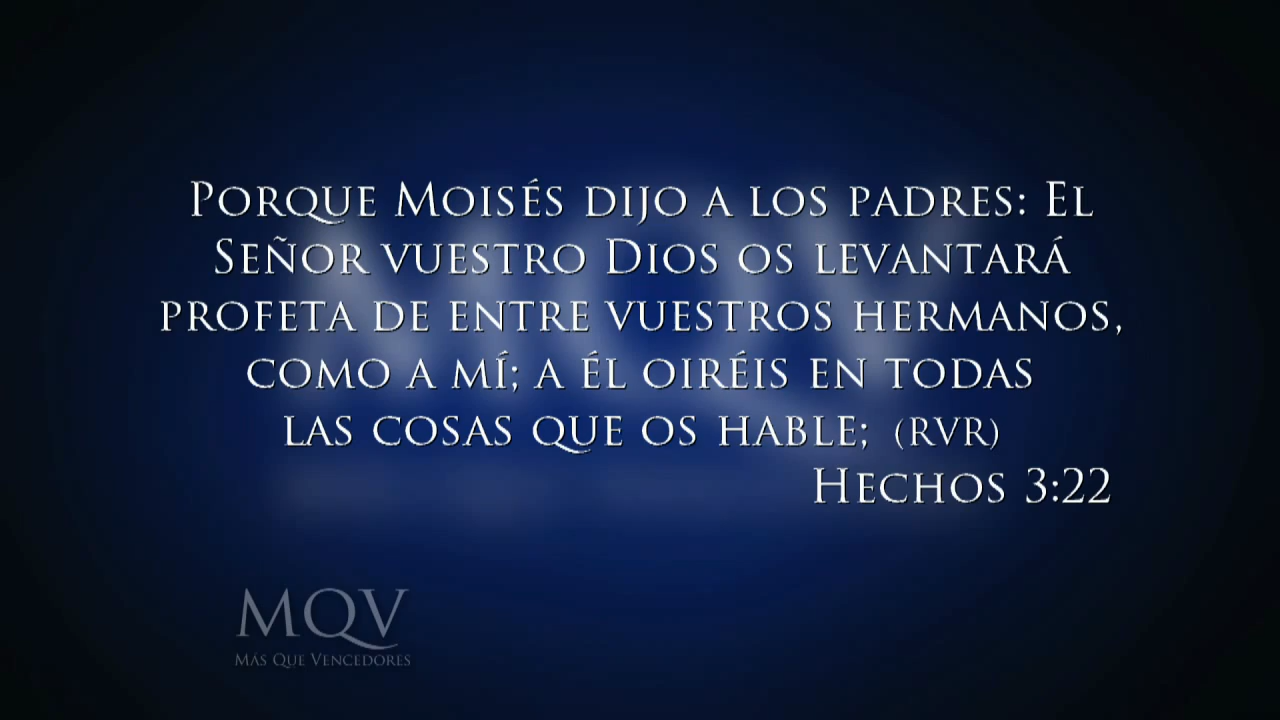 Porque Moisés dijo a los padres: El
Señor vuestro Dios os levantará
profeta de entre vuestros hermanos,
como a mí; a él oiréis en todas
las cosas que os hable; (RVR)
Hechos 3:22
MQV
Más Que Vencedores